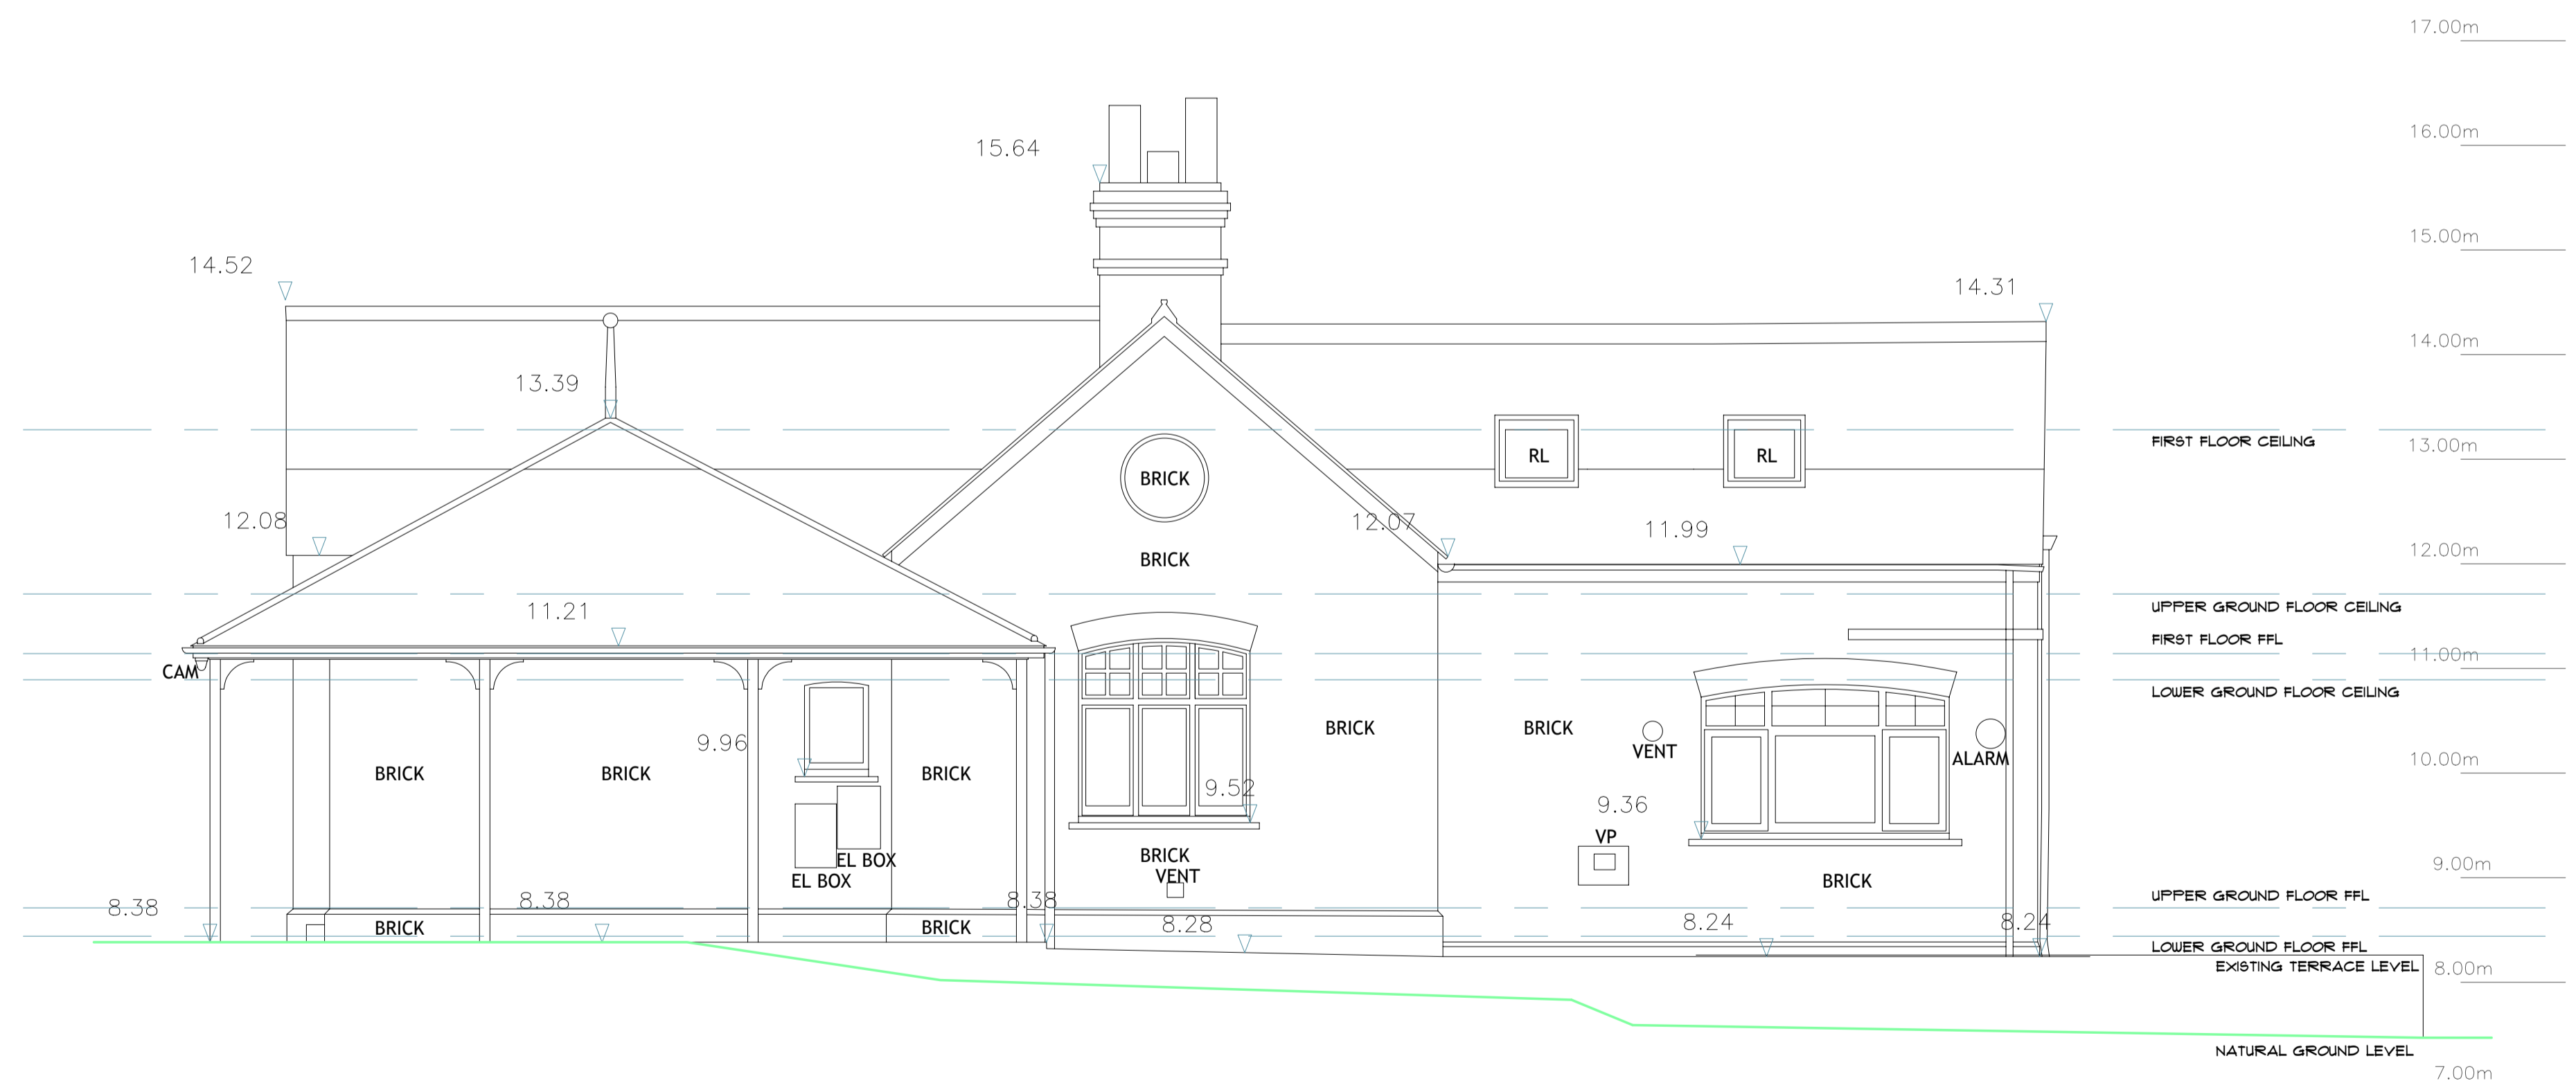 17.00m
16.00m
15.64
15.00m
14.52
14.31
14.00m
13.39
FIRST FLOOR CEILING
13.00m
RL
RL
BRICK
12.08
12.07
11.99
12.00m
BRICK
11.21
UPPER GROUND FLOOR CEILING
FIRST FLOOR FFL
11.00m
CAM
LOWER GROUND FLOOR CEILING
BRICK
BRICK
9.96
VENT
ALARM
10.00m
BRICK
BRICK
BRICK
9.52
9.36
VP
BRICK
EL BOX
9.00m
VENT
EL BOX
BRICK
UPPER GROUND FLOOR FFL
8.38
8.38
8.38
8.28
8.24
8.24
BRICK
BRICK
LOWER GROUND FLOOR FFL
EXISTING TERRACE LEVEL
8.00m
NATURAL GROUND LEVEL
7.00m